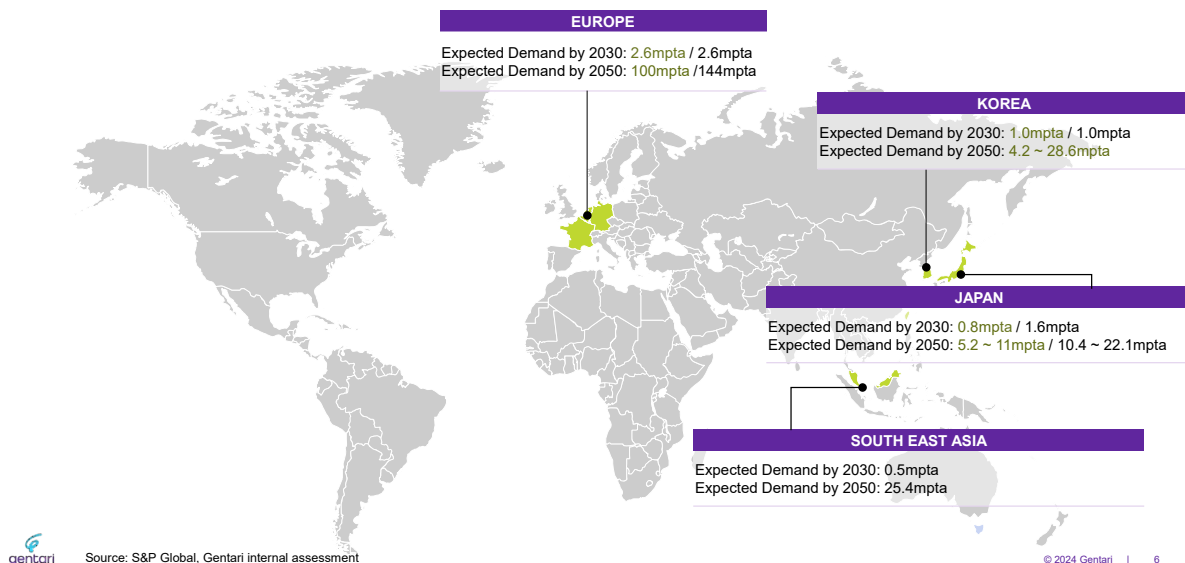 EUROPE
Expected Demand by 2030: 2.6mpta / 2.6mpta
Expected Demand by 2050: 100mpta /144mpta
KOREA
Expected Demand by 2030: 1.0mpta / 1.0mpta
Expected Demand by 2050: 4.2 ~ 28.6mpta
JAPAN
Expected Demand by 2030: 0.8mpta / 1.6mpta
Expected Demand by 2050: 5.2 ~ 11mpta / 10.4 ~ 22.1mpta
SOUTH EAST ASIA
Expected Demand by 2030: 0.5mpta
Expected Demand by 2050: 25.4mpta
gentari
Source: S&P Global, Gentari internal assessment
© 2024 Gentari | 6